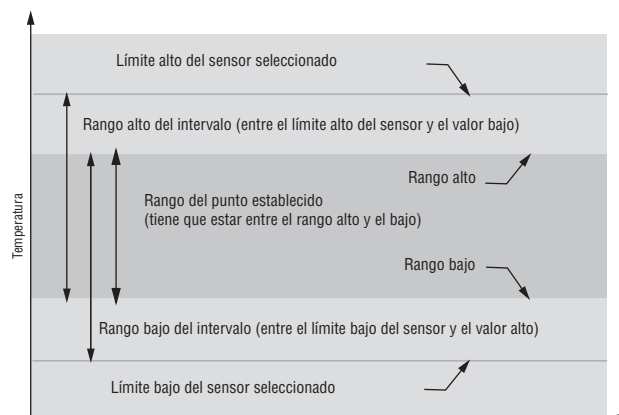 Límite alto del sensor seleccionado
Rango alto del intervalo (entre el límite alto del sensor y el valor bajo)
Rango alto
Rango del punto establecido
(tiene que estar entre el rango alto y el bajo)
Temperatura
Rango bajo
Rango bajo del intervalo (entre el límite bajo del sensor y el valor alto)
Límite bajo del sensor seleccionado